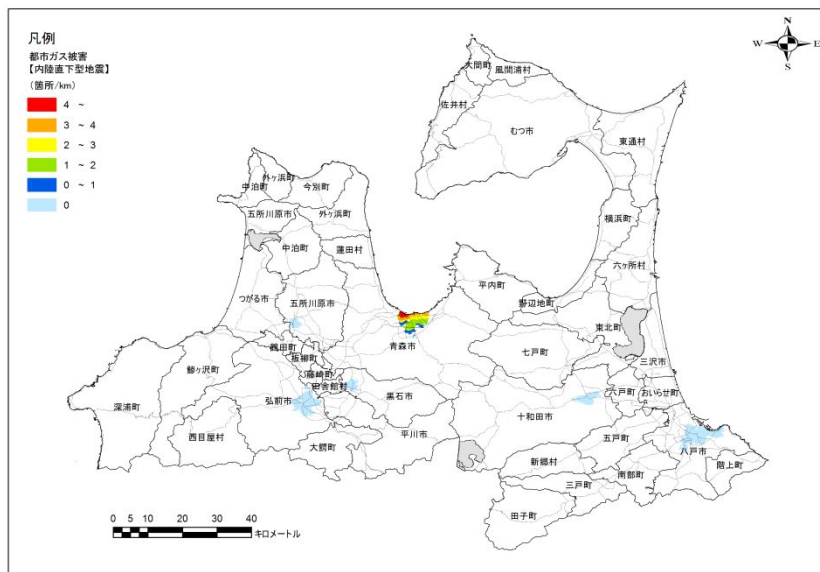 凡例
都市ガス被害
【内陸直下型地震】
(箇所/km)
4 ~
3 ~ 4
2 ~ 3
1 ~ 2
0 ~ 1
0
N
W E
S
大間町
風間浦村
佐井村
むつ市
東通村
外ヶ浜町
中泊町
今別町
五所川原市
外ヶ浜町
横浜町
中泊町
蓬田村
六ヶ所村
平内町
つがる市
五所川原市
野辺地町
東北町
青森市
七戸町
鶴田町
板柳町
三沢市
鰺ヶ沢町
藤崎町
田舎館村
六戸町
おいらせ町
深浦町
弘前市
黒石市
十和田市
西目屋村
平川市
五戸町
大鰐町
八戸市
新郷村
階上町
南部町
三戸町
田子町
0 5 10 20 30 40
キロメートル